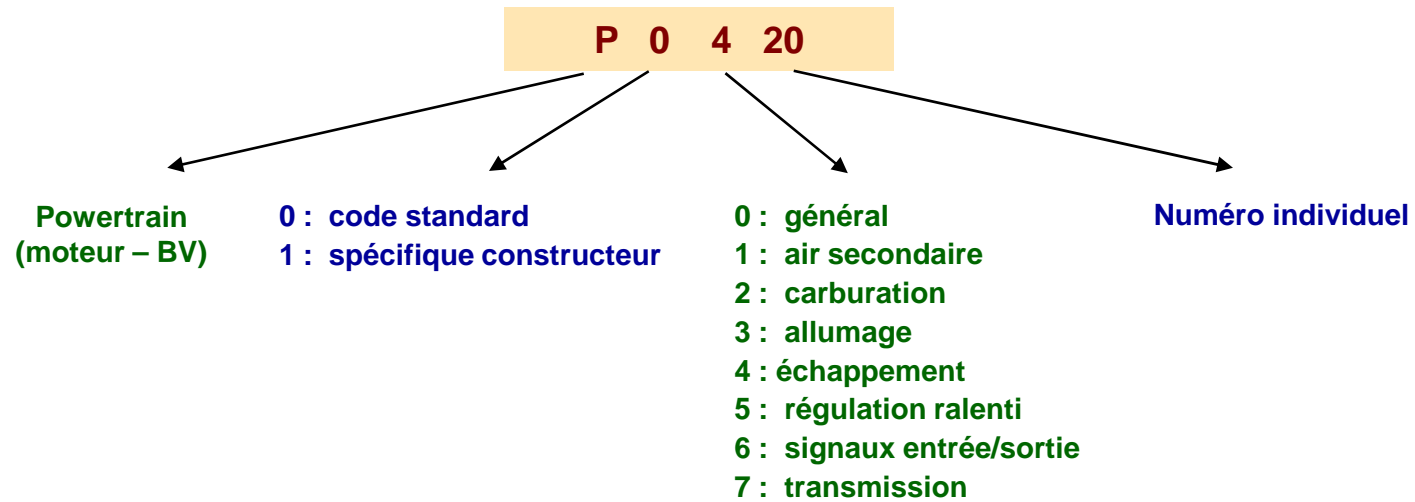 P 0 4 20
Powertrain
(moteur – BV)
0 : code standard
1 : spécifique constructeur
0 : général
1 : air secondaire
2 : carburation
3 : allumage
4 : échappement
5 : régulation ralenti
6 : signaux entrée/sortie
7 : transmission
Numéro individuel